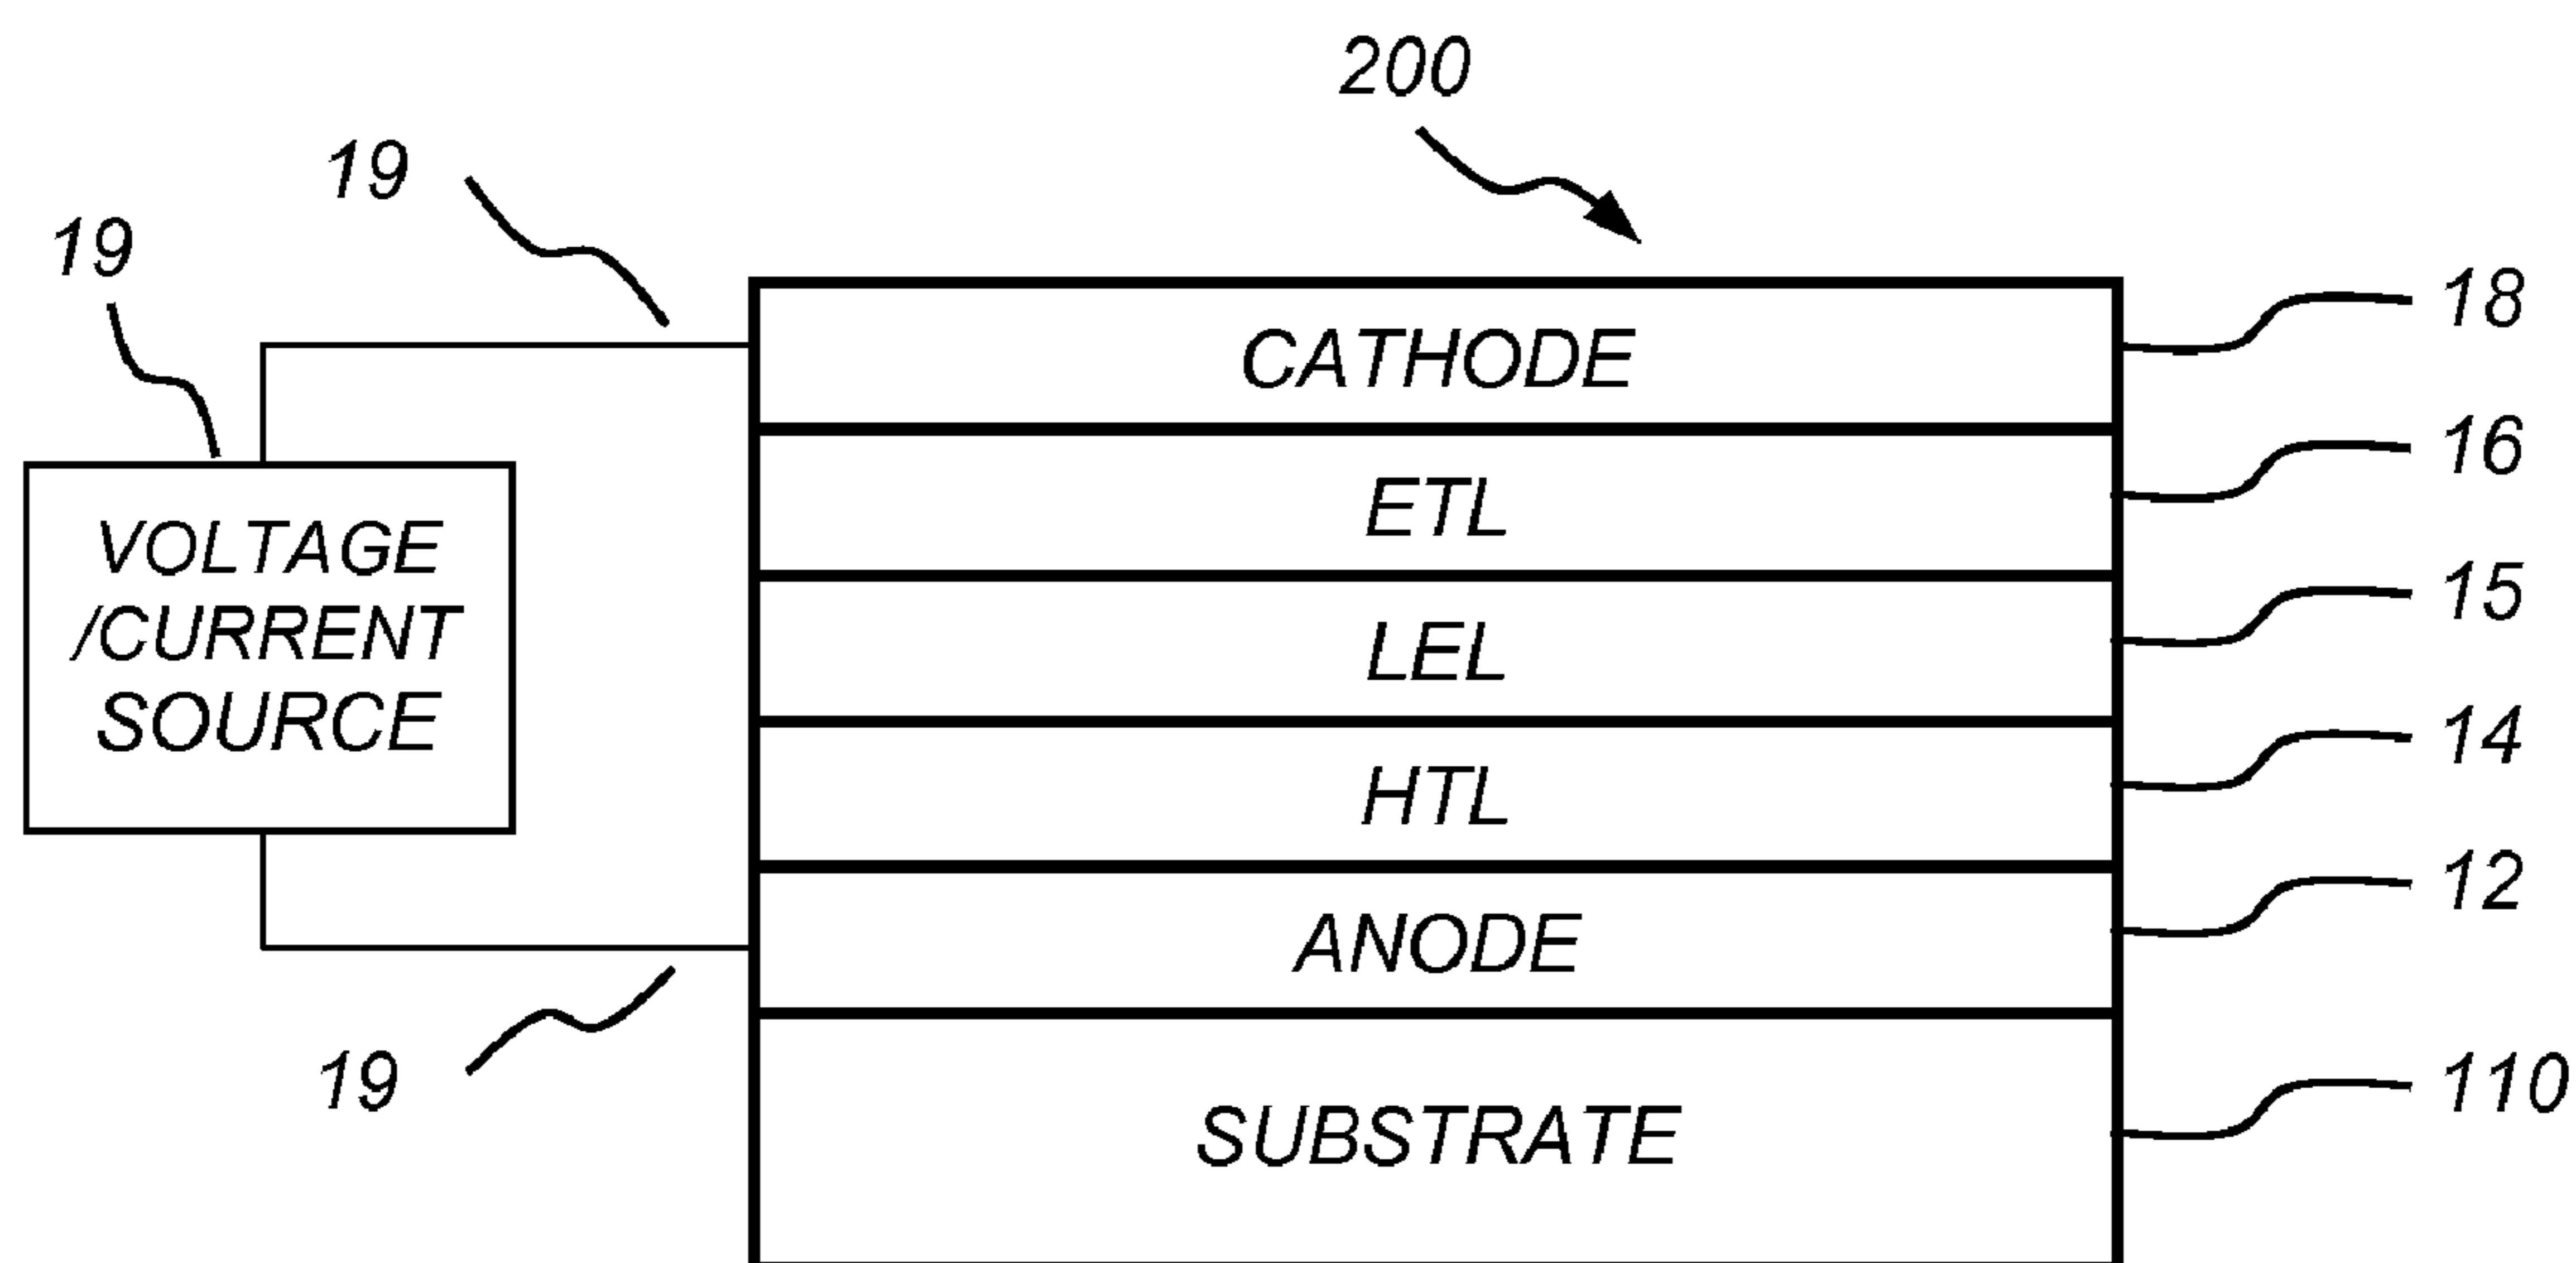 200
19
19
18
CATHODE
16
ETL
VOLTAGE
/CURRENT
SOURCE
15
LEL
14
HTL
12
ANODE
19
110
SUBSTRATE